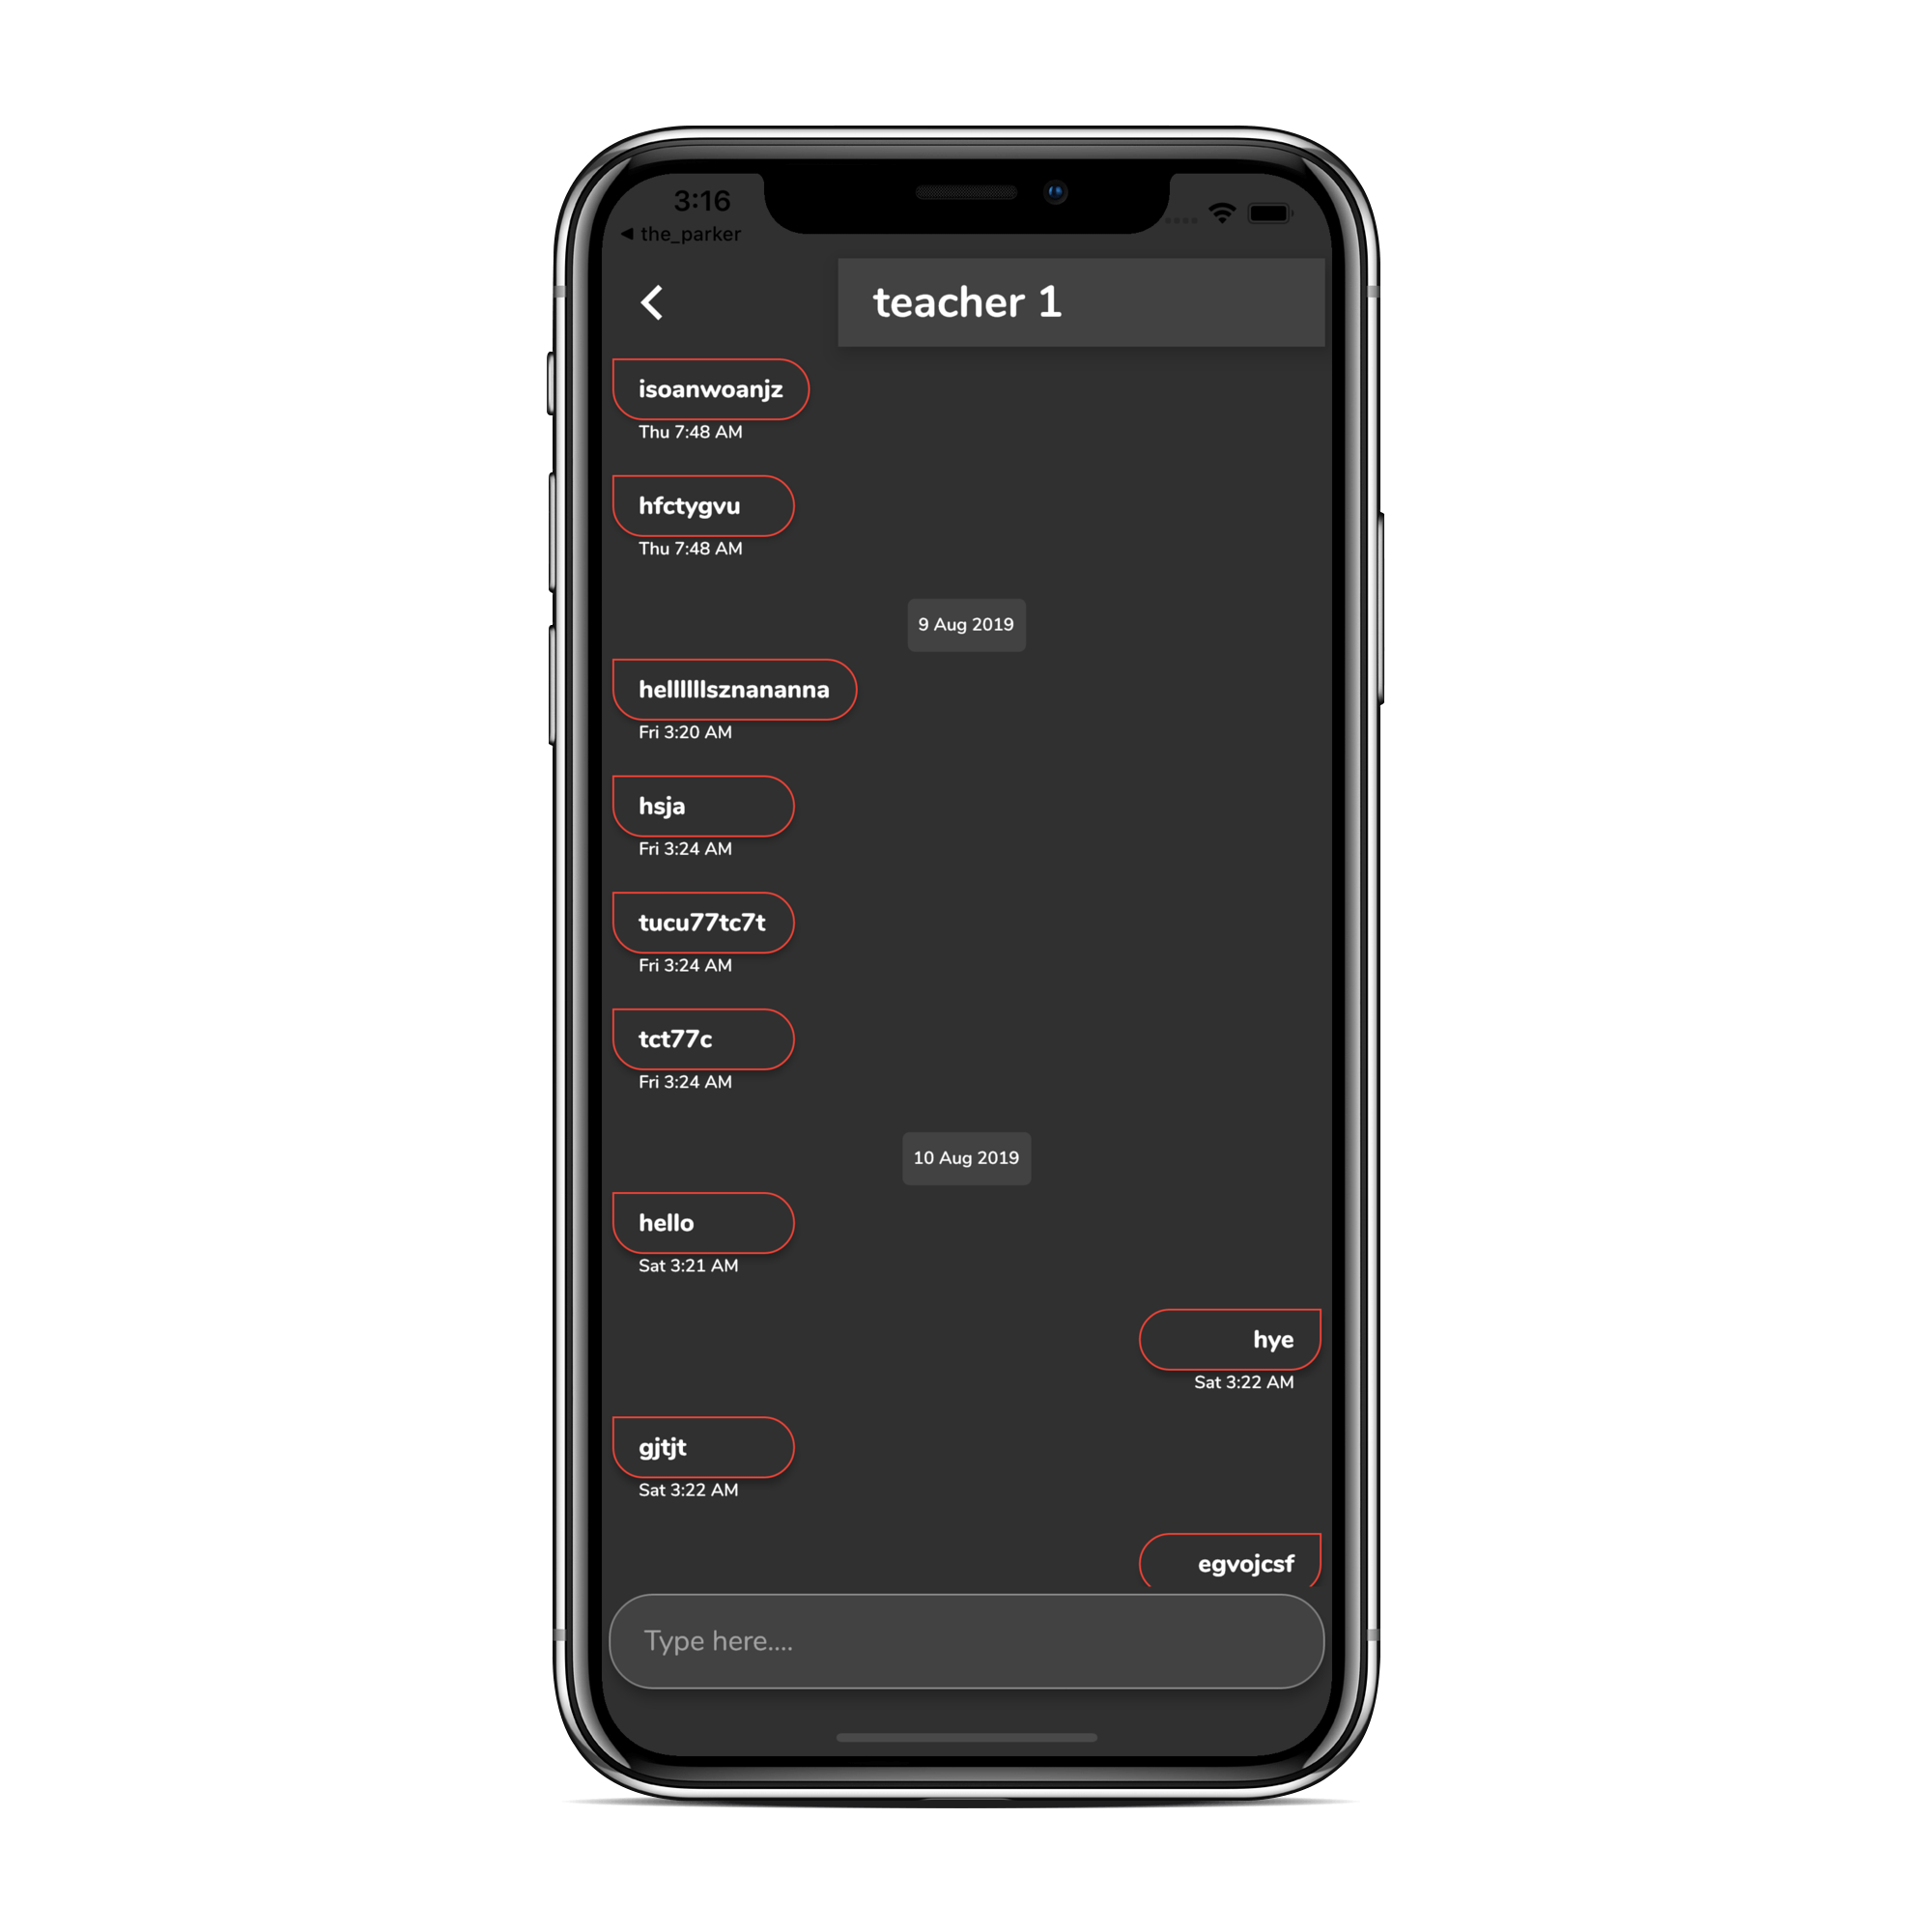 3:16
◀ the_parker
teacher 1
isoanwoanjz
Thu 7:48 AM
hfctygvu
Thu 7:48 AM
9 Aug 2019
helllllllsznananna
Fri 3:20 AM
hsja
Fri 3:24 AM
tucu77tc7t
Fri 3:24 AM
tct77c
Fri 3:24 AM
10 Aug 2019
hello
Sat 3:21 AM
hye
Sat 3:22 AM
gjtjt
Sat 3:22 AM
egvojcsf
Type here....